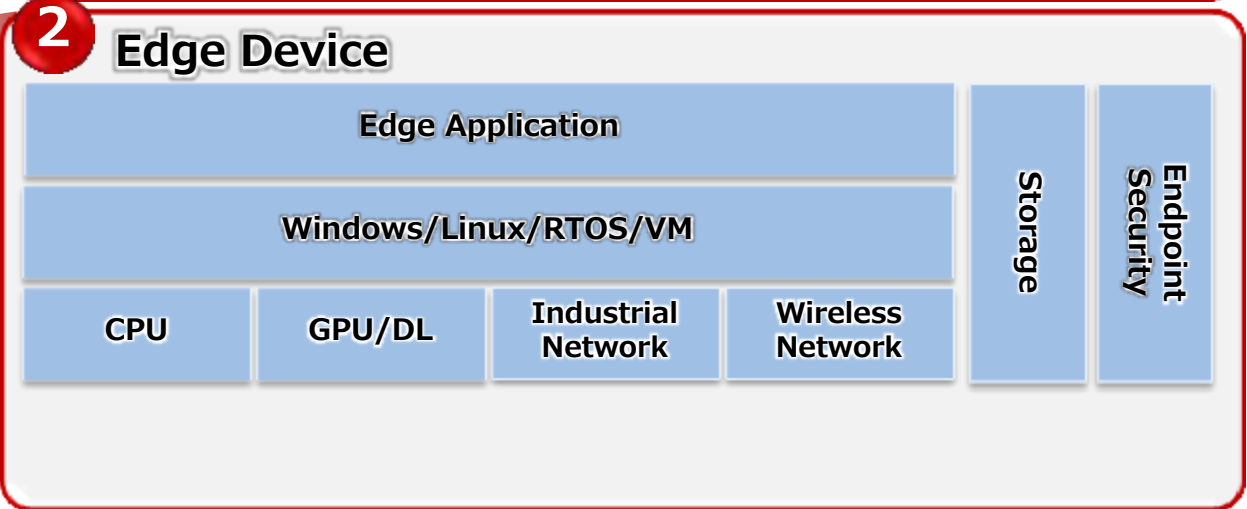 2
Edge Device
Edge Application
Windows/Linux/RTOS/VM
CPU
GPU/DL
Industrial
Network
Wireless
Network
Storage
Endpoint
Security